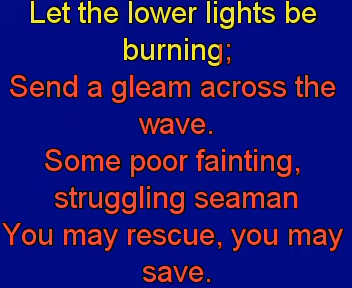 Let the lower lights be
burning;
Send a gleam across the
wave.
Some poor fainting,
struggling seaman
You may rescue, you may
save.